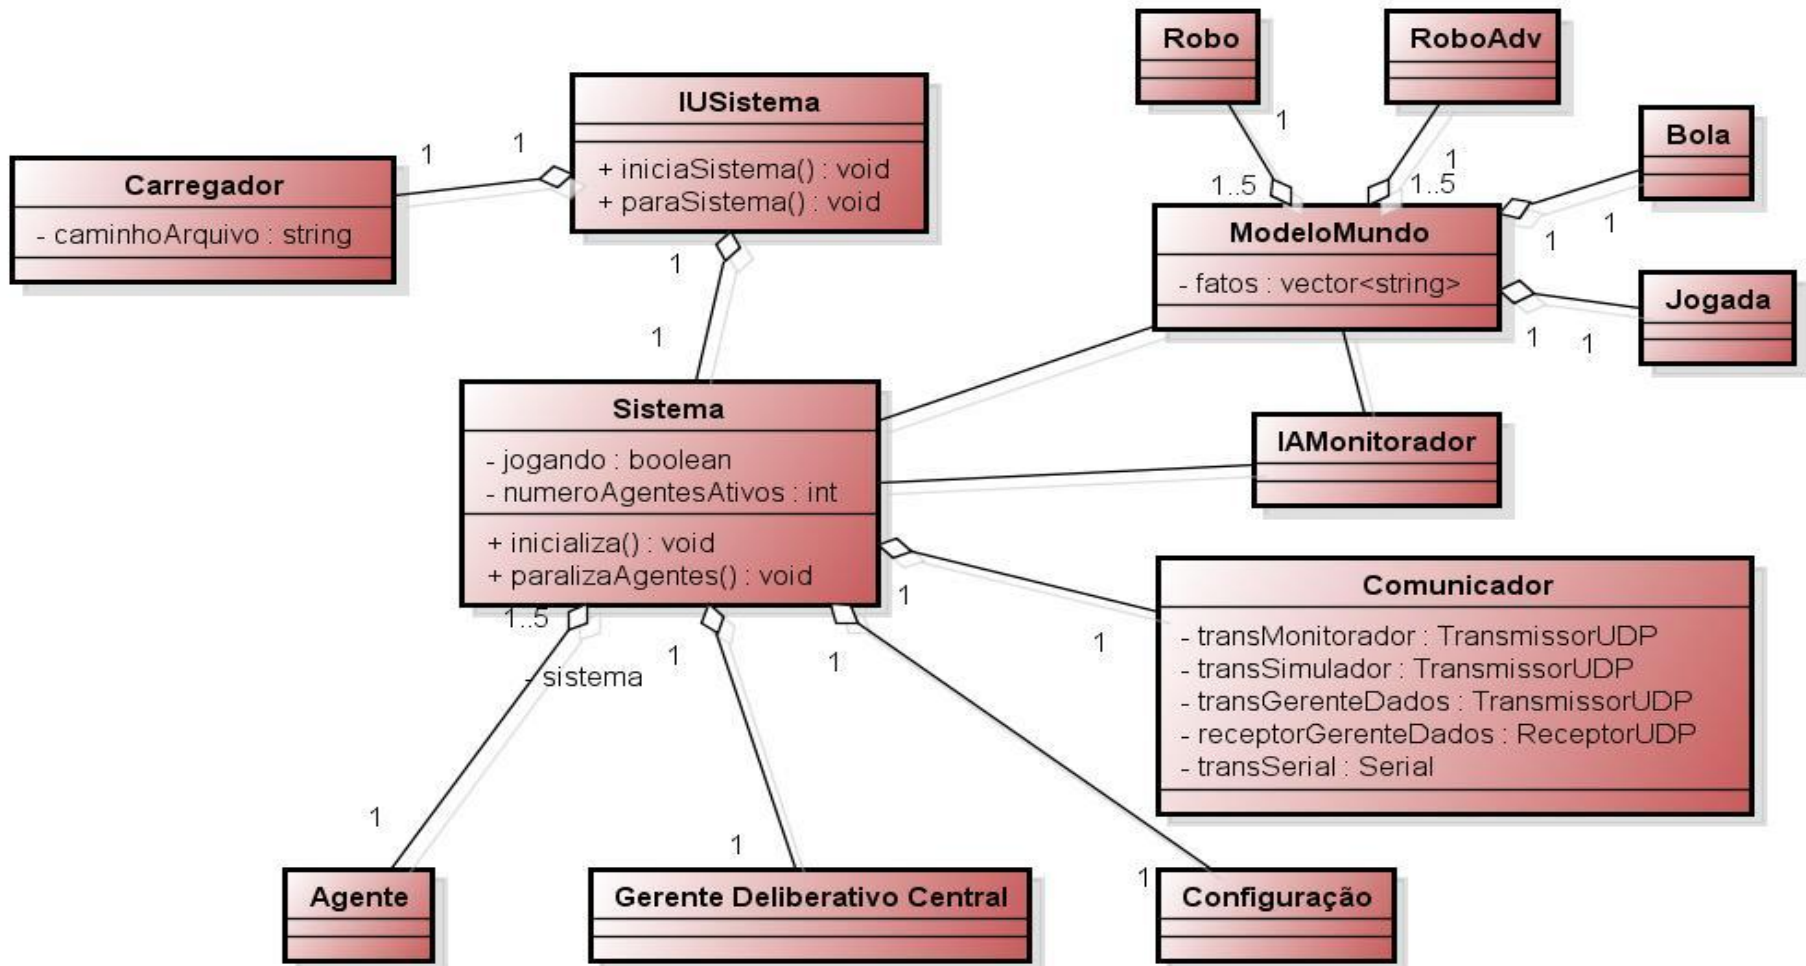 Robo
RoboAdv
IUSistema
+ iniciaSistema() : void
+ paraSistema() : void
Bola
Carregador
- caminhoArquivo : string
1
1
1
1..5
1
1..5
ModeloMundo
- fatos : vector<string>
1
1
Jogada
1
1
1
1
Sistema
- jogando : boolean
- numeroAgentesAtivos : int
+ inicializa() : void
+ paralizaAgentes() : void
IAMonitorador
Comunicador
- transMonitorador : TransmissorUDP
- transSimulador : TransmissorUDP
- transGerenteDados : TransmissorUDP
- receptorGerenteDados : ReceptorUDP
- transSerial : Serial
1
1
1..5
- sistema
1
1
1
1
1
Agente
Gerente Deliberativo Central
Configuração